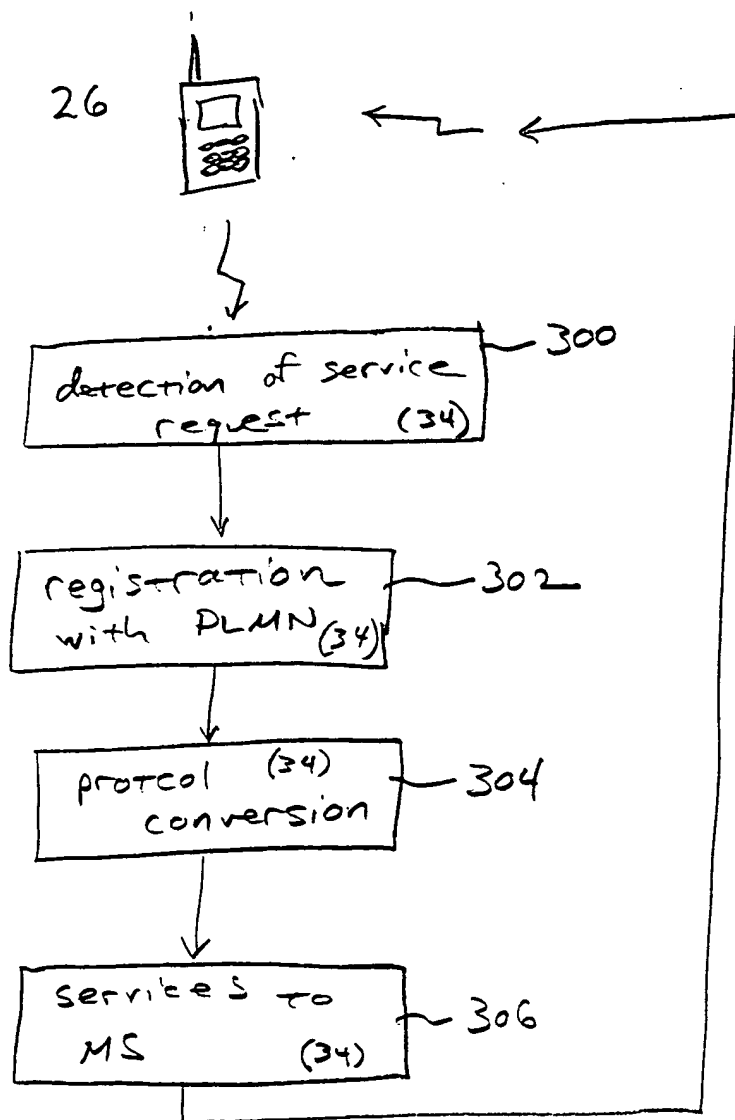 26
detection of service
request (34)
300
registration
with PLMN (34)
302
protcol (34)
conversion
304
services to
MS (34)
306